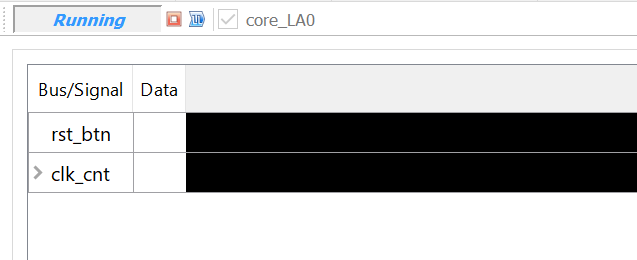 Running core_LA0
Bus/Signal Data
rst_btn
clk_cnt